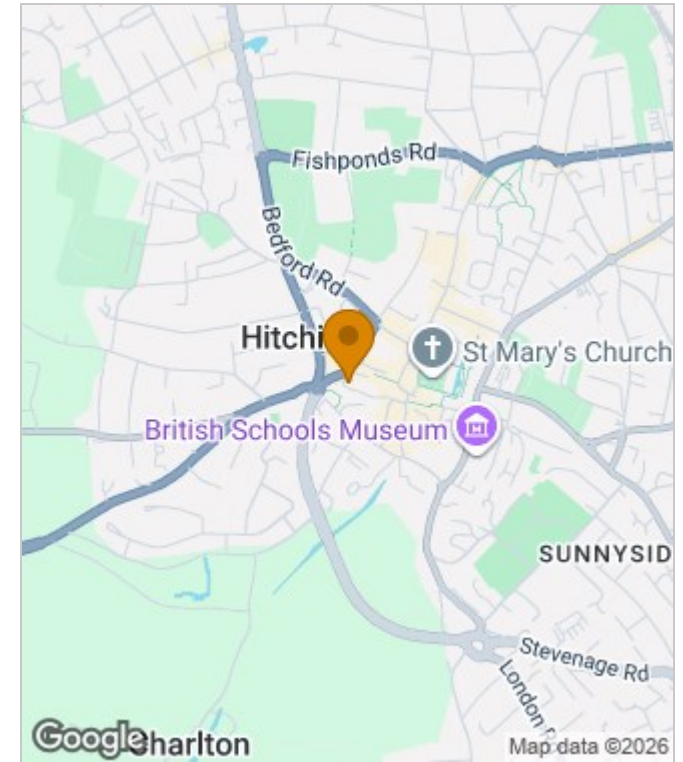 Fishponds Rd
Bedford Rd
Hitchi
St Mary's Church
British Schools Museum
SUNNYSID
Stevenage Rd
London
Google
Charlton
Map data ©2026